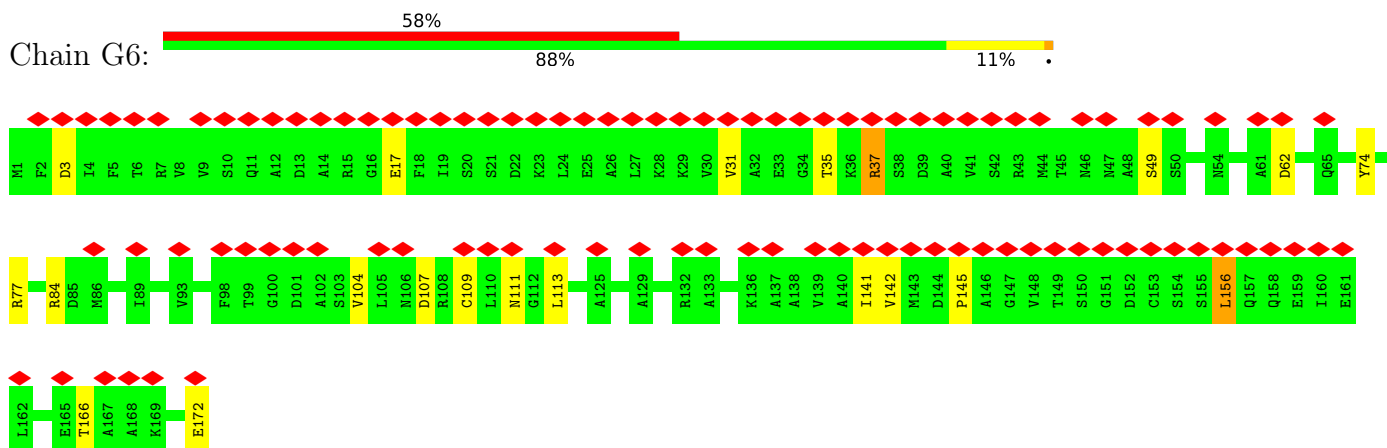 58%
Chain G6:
88% 11% •
M1 F2 D3 I4 F5 T6 R7 V8 V9 S10 Q11 A12 D13 A14 R15 G16 E17 F18 I19 S20 S21 D22 K23 L24 E25 A26 L27 K28 K29 V30 V31 A32 E33 G34 T35 K36 R37 S38 D39 A40 V41 S42 R43 M44 T45 N46 N47 A48 S49 S50 N54 A61 D62 Q65 Y74
R77 R84 D85 M86 I89 V93 F98 T99 G100 D101 A102 S103 V104 L105 N106 D107 R108 C109 L110 N111 G112 L113 A125 A129 R132 A133 K136 A137 A138 V139 A140 I141 V142 M143 D144 P145 A146 G147 V148 T149 S150 G151 D152 C153 S154 S155 L156 Q157 Q158 E159 I160 E161
L162 E165 T166 A167 A168 K169 E172